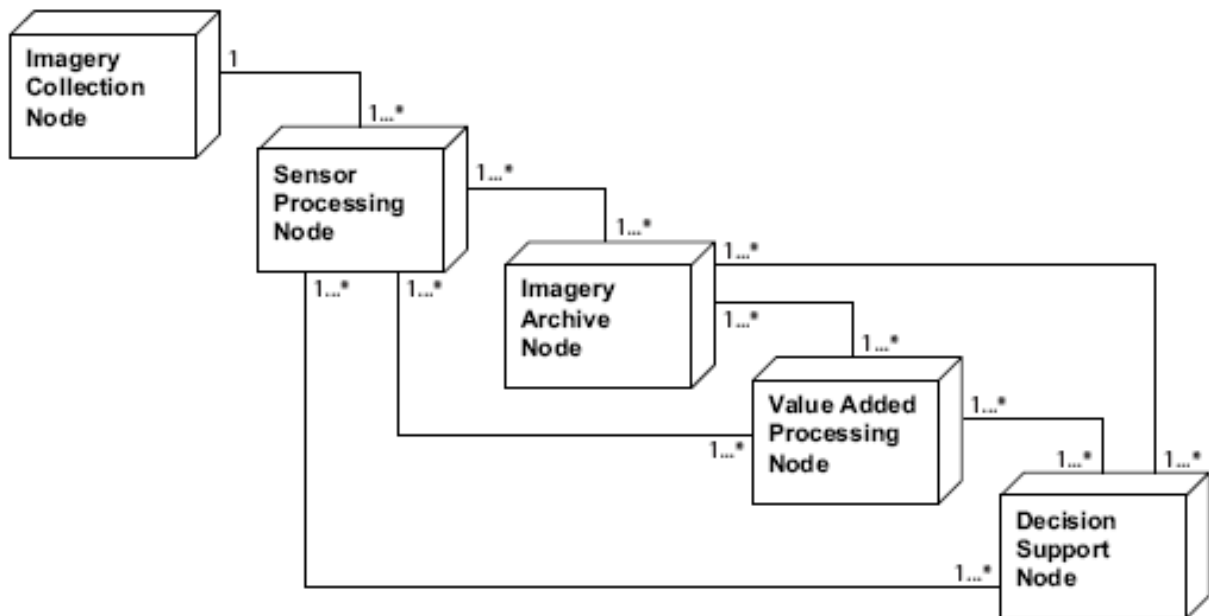 Imagery
Collection
Node
1
1...*
Sensor
Processing
Node
1...*
1...*
1...*
1...*
Imagery
Archive
Node
1...*
1...*
1...*
Value Added
Processing
Node
1...*
1...*
1...*
1...*
Decision
Support
Node
1...*